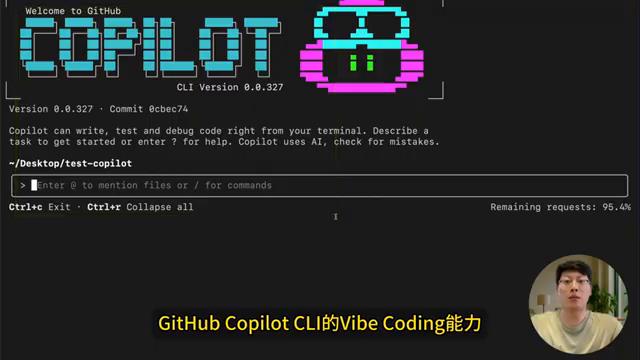 Welcome to GitHub
COPILOT
CLI Version 0.0.327
Version 0.0.327 · Commit 0cbec74
Copilot can write, test and debug code right from your terminal. Describe a
task to get started or enter ? for help. Copilot uses AI, check for mistakes.
~/Desktop/test-copilot
> Enter @ to mention files or / for commands
Ctrl+c Exit · Ctrl+r Collapse all
Remaining requests: 95.4%
GitHub Copilot CLI的Vibe Coding能力